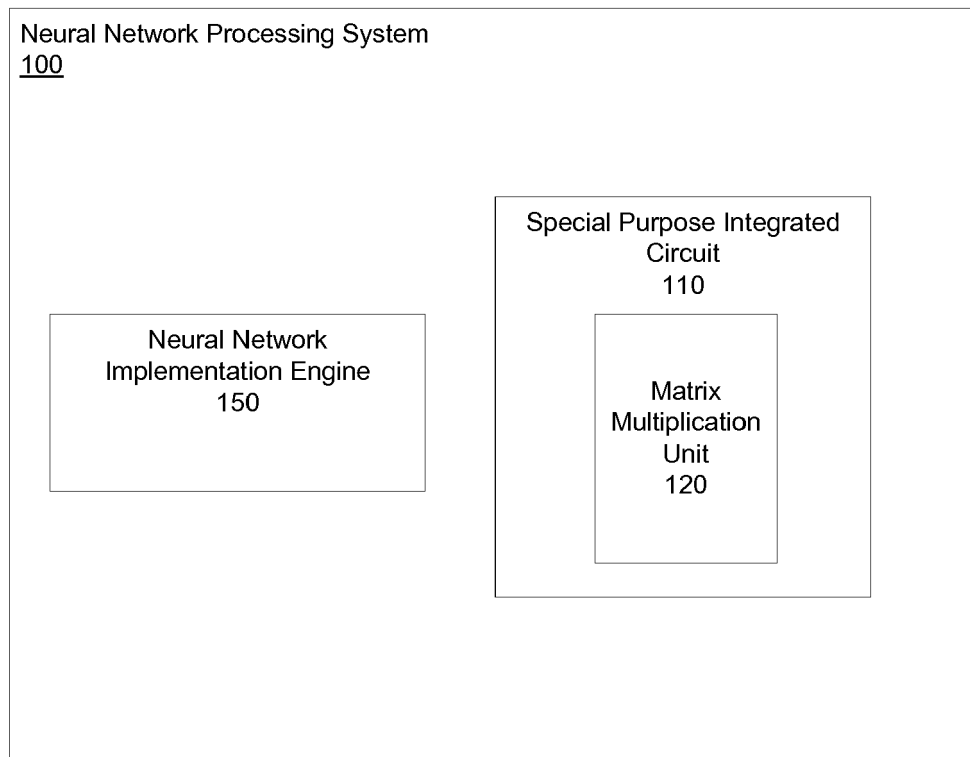 Neural Network Processing System
100
Special Purpose Integrated
Circuit
110
Neural Network
Implementation Engine
150
Matrix
Multiplication
Unit
120